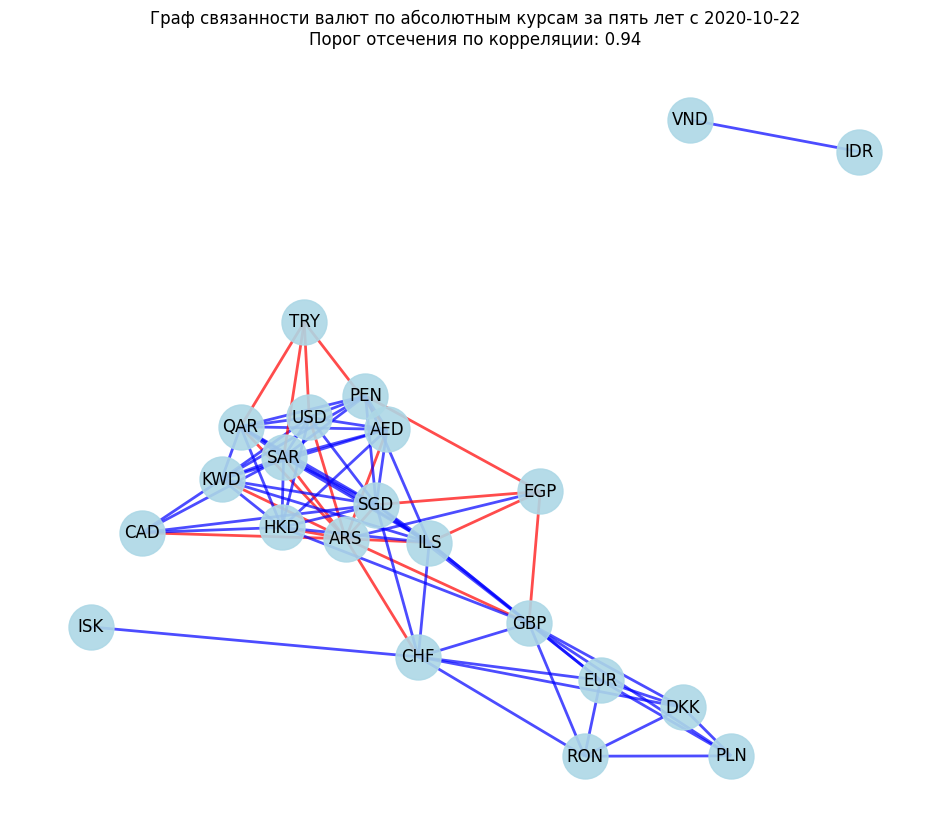 Граф связанности валют по абсолютным курсам за пять лет с 2020-10-22
Порог отсечения по корреляции: 0.94
VND
IDR
TRY
PEN
USD
QAR
AED
SAR
KWD
EGP
SGD
HKD
CAD
ARS
ILS
GBP
ISK
CHF
EUR
DKK
RON
PLN